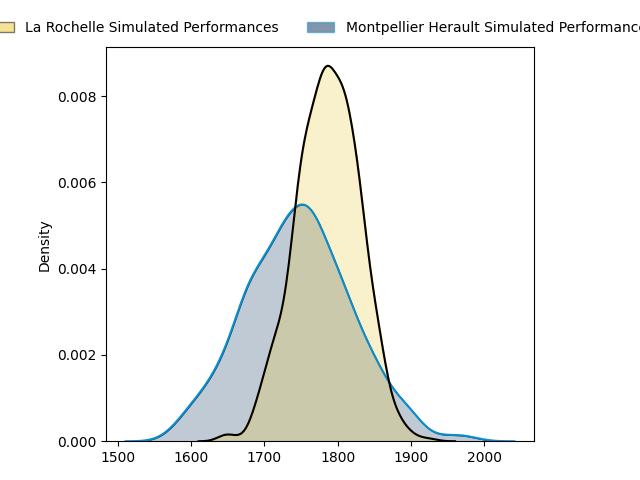 La Rochelle Simulated Performances
Montpellier Herault Simulated Performanc
Density
0.008
0.006
0.004
0.002
0.000
1500 1600 1700 1800 1900 2000